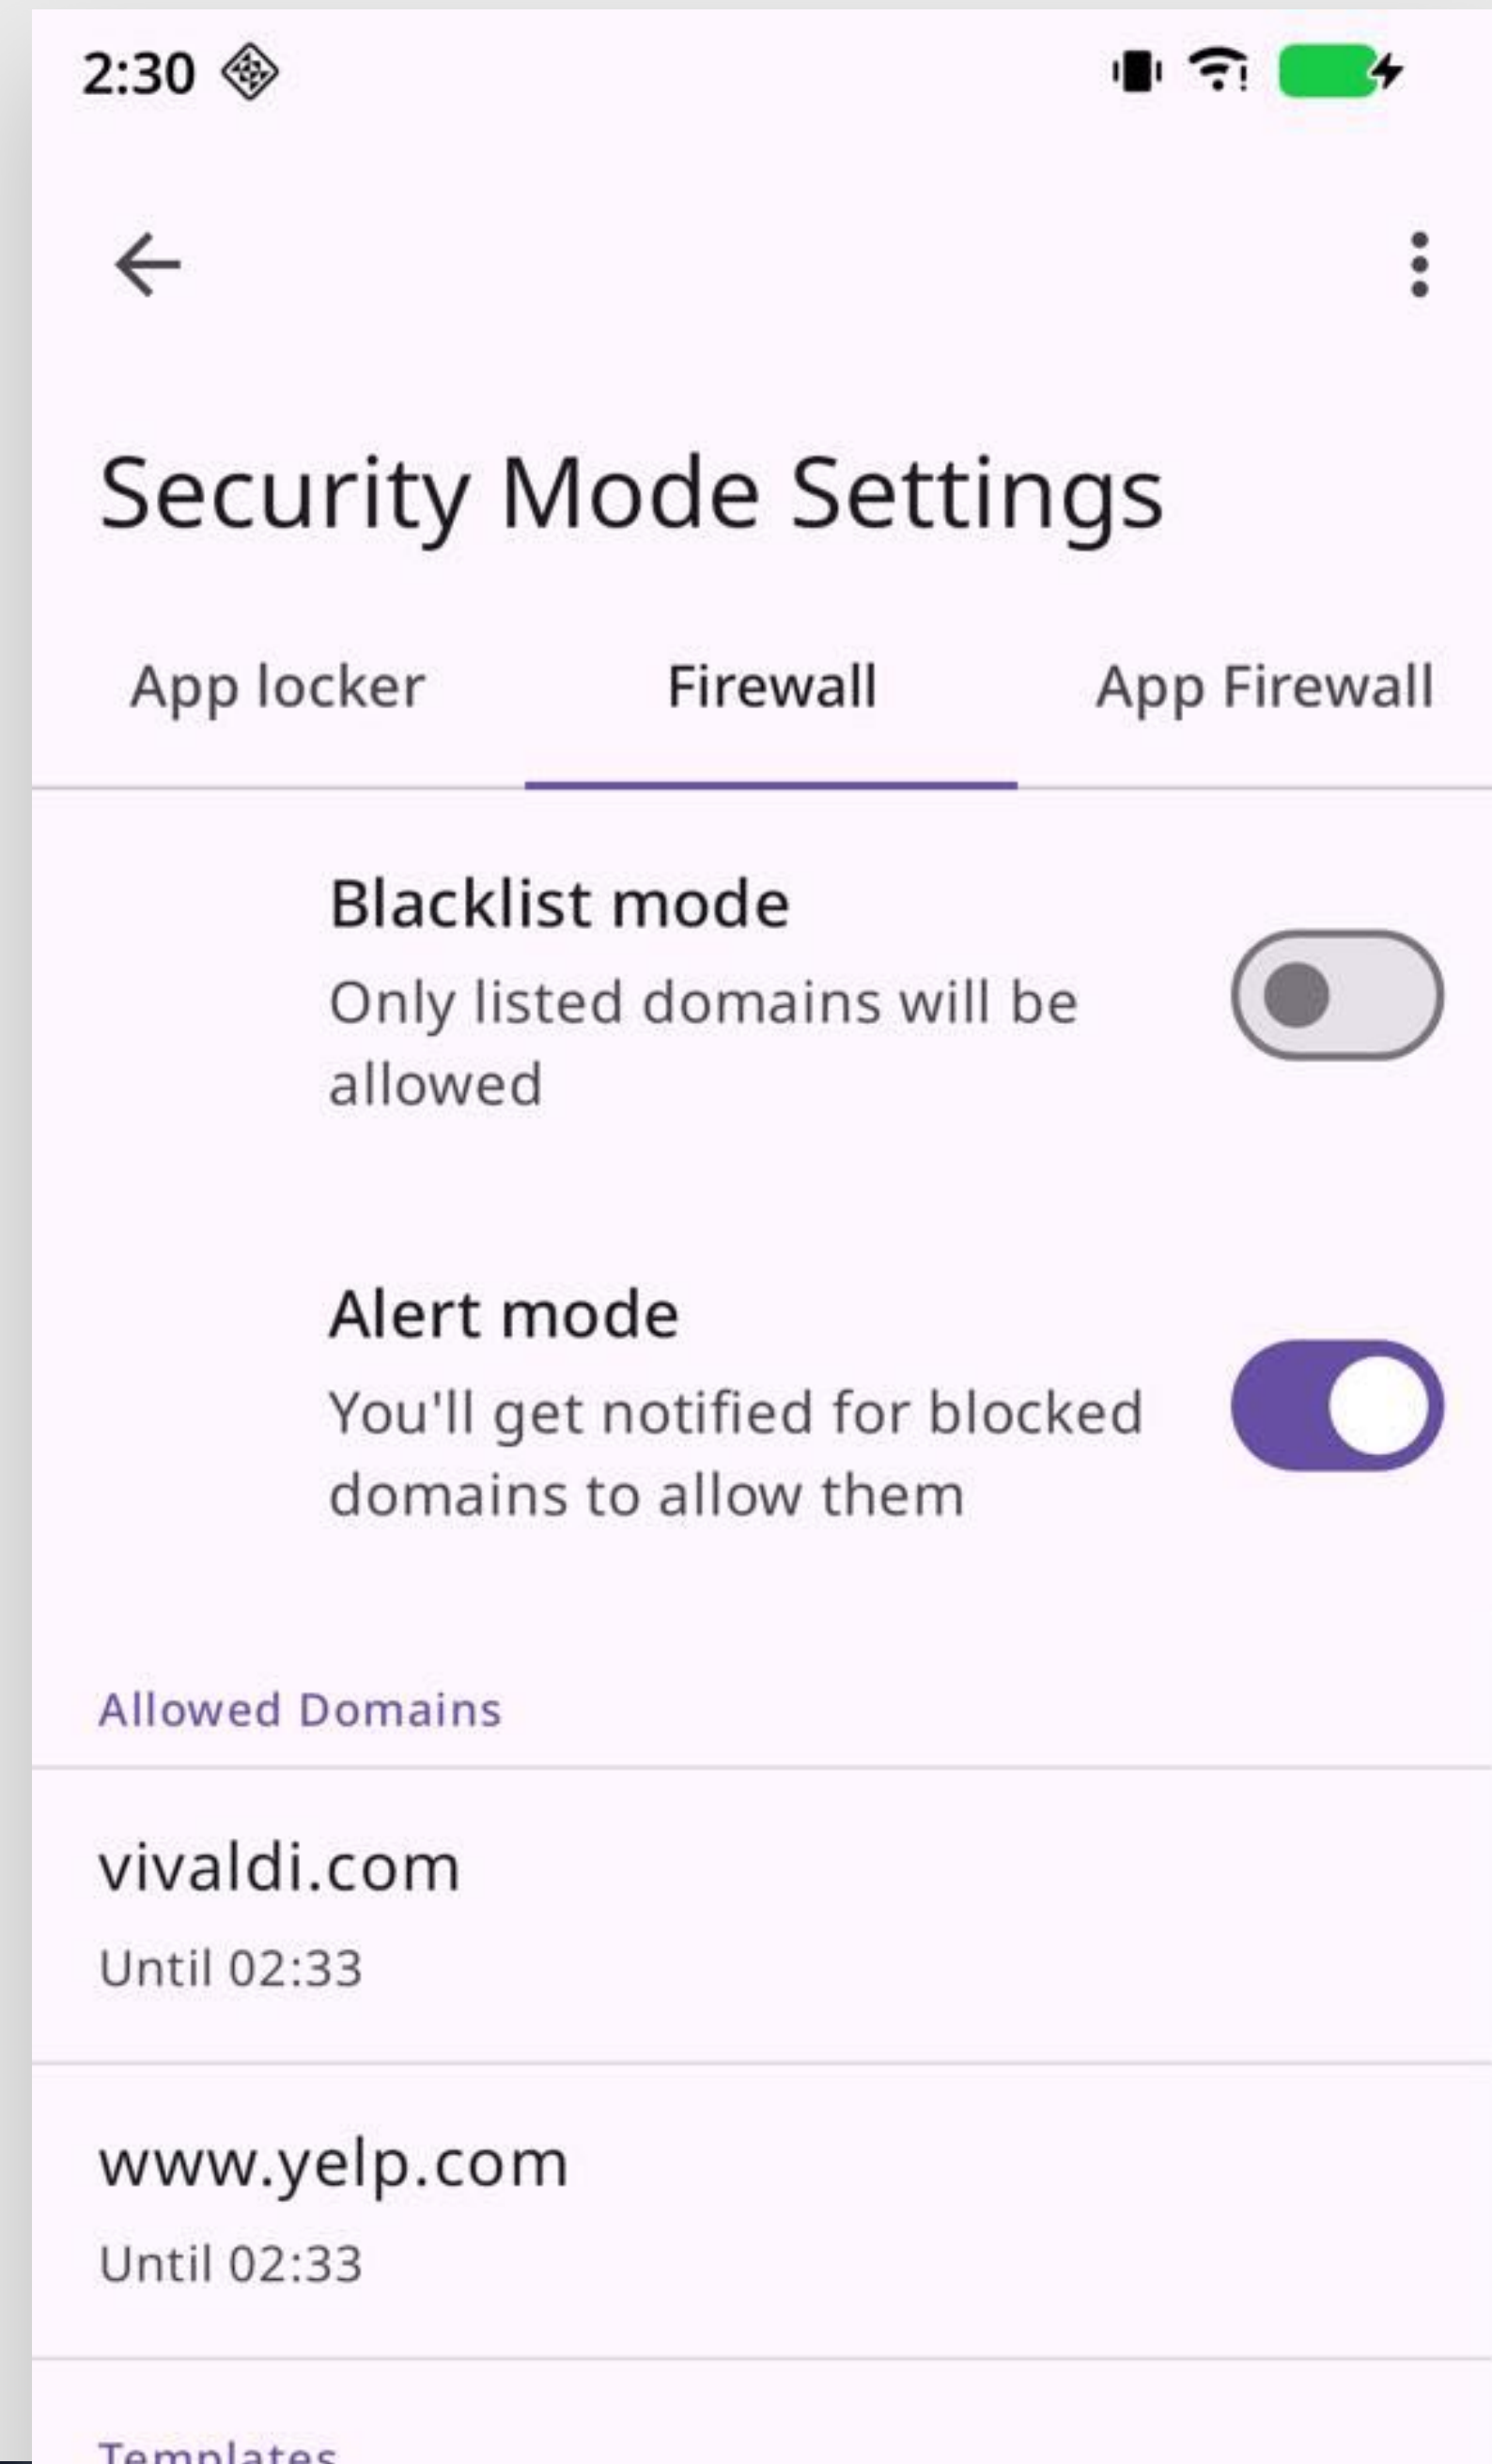 2:30
Security Mode Settings
App locker Firewall App Firewall
Blacklist mode
Only listed domains will be
allowed
Alert mode
You'll get notified for blocked
domains to allow them
Allowed Domains
vivaldi.com
Until 02:33
www.yelp.com
Until 02:33
Templates